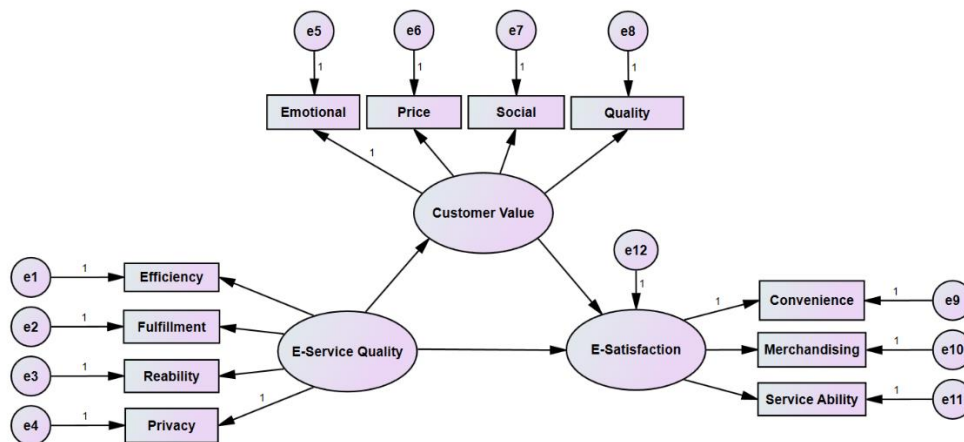 e5 e6 e7 e8
1 1 1 1
Emotional Price Social Quality
1
Customer Value
e12
1
e1 1 Efficiency
1 Convenience 1 e9
e2 1 Fulfillment
E-Service Quality
E-Satisfaction
Merchandising 1 e10
e3 1 Reability
Service Ability 1 e11
e4 1 Privacy 1